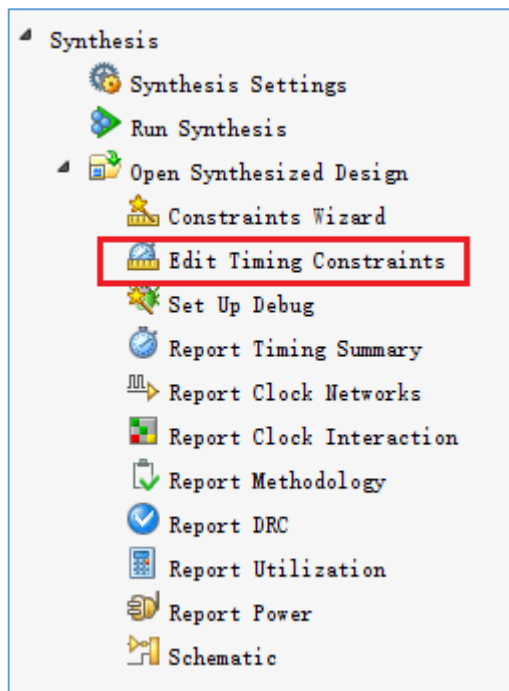 Synthesis
Synthesis Settings
Run Synthesis
Open Synthesized Design
Constraints Wizard
Edit Timing Constraints
Set Up Debug
Report Timing Summary
Report Clock Networks
Report Clock Interaction
Report Methodology
Report DRC
Report Utilization
Report Power
Schematic